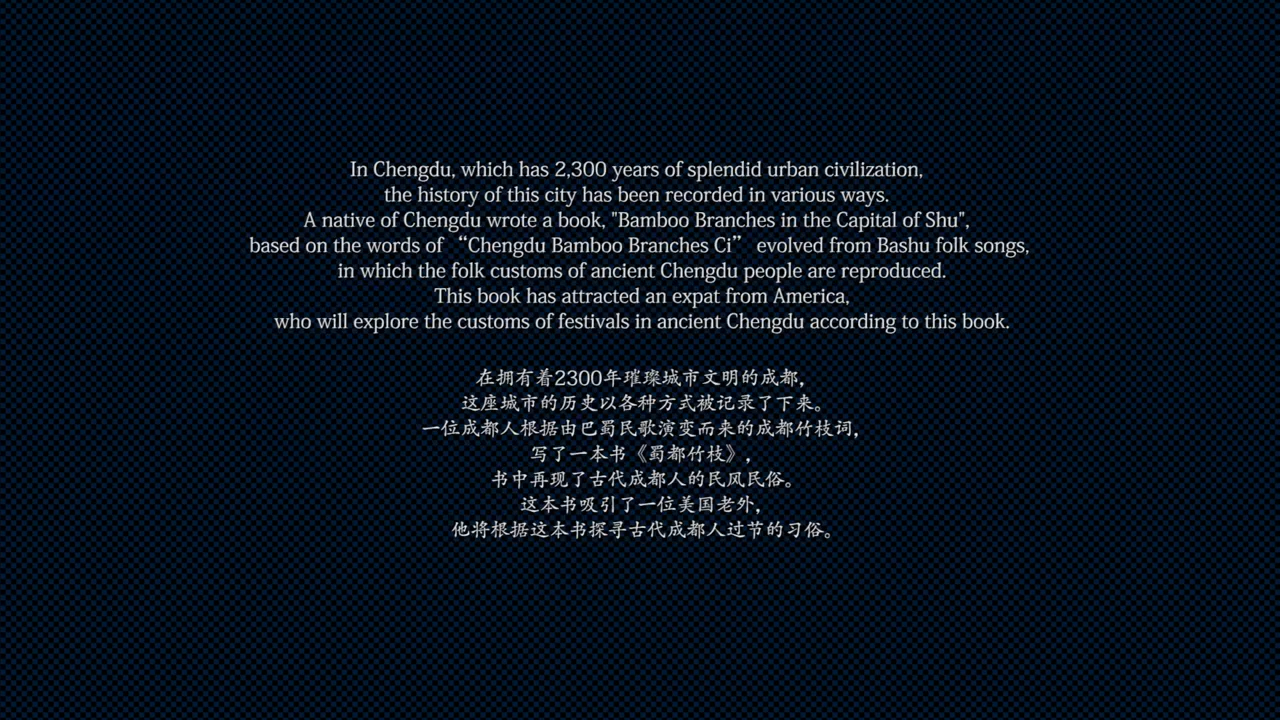 In Chengdu, which has 2,300 years of splendid urban civilization,
the history of this city has been recorded in various ways.
A native of Chengdu wrote a book, "Bamboo Branches in the Capital of Shu",
based on the words of “Chengdu Bamboo Branches Ci” evolved from Bashu folk songs,
in which the folk customs of ancient Chengdu people are reproduced.
This book has attracted an expat from America,
who will explore the customs of festivals in ancient Chengdu according to this book.
在拥有着2300年璀璨城市文明的成都，
这座城市的历史以各种方式被记录了下来。
一位成都人根据由巴蜀民歌演变而来的成都竹枝词，
写了一本书《蜀都竹枝》，
书中再现了古代成都人的民风民俗。
这本书吸引了一位美国老外，
他将根据这本书探寻古代成都人过节的习俗。